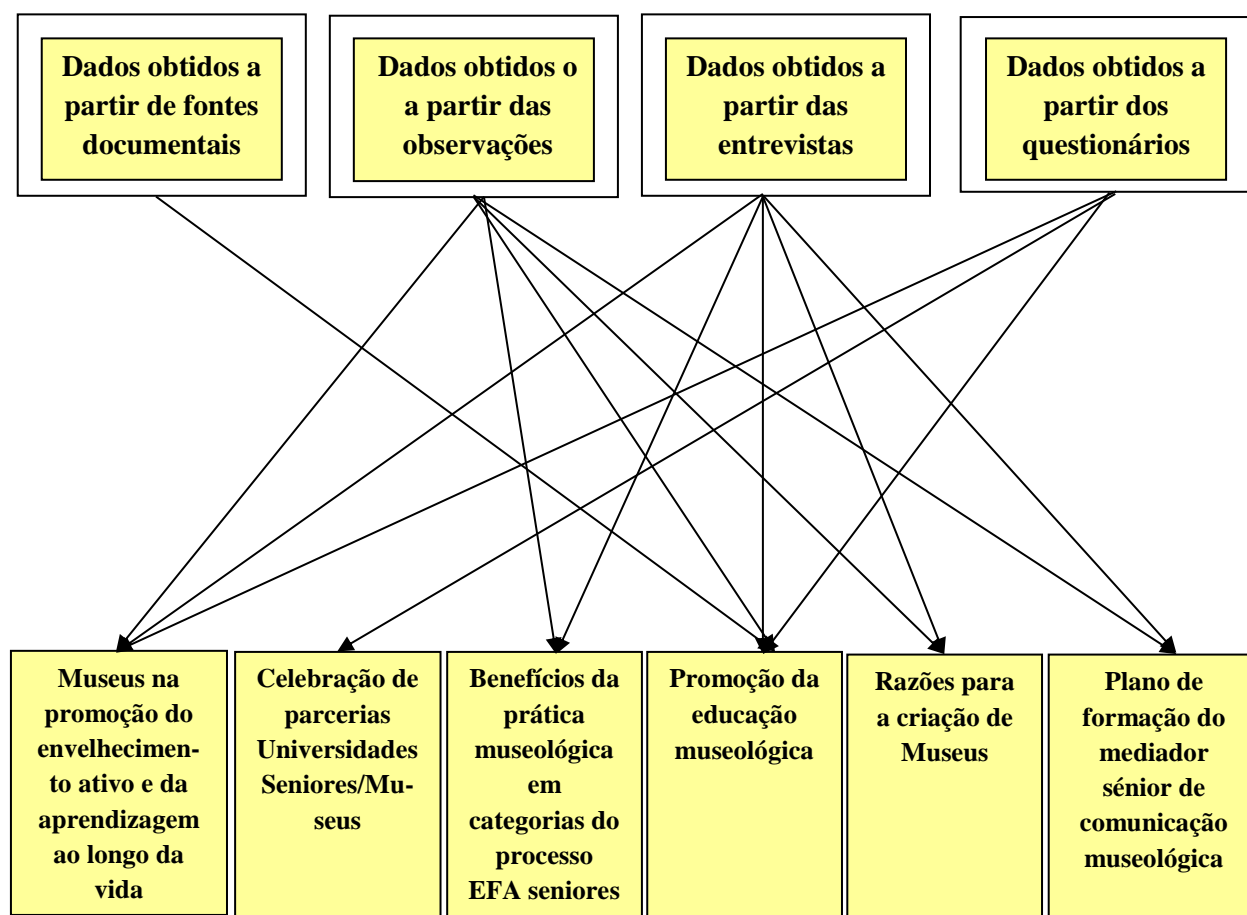 Dados obtidos a
partir de fontes
documentais
Dados obtidos o
a partir das
observações
Dados obtidos a
partir das
entrevistas
Dados obtidos a
partir dos
questionários
Museus na
promoção do
envelhecimen-
to ativo e da
aprendizagem
ao longo da
vida
Celebração de
parcerias
Universidades
Seniores/Mu-
seus
Benefícios da
prática
museológica
em
categorias do
processo
EFA seniores
Promoção da
educação
museológica
Razões para
a criação de
Museus
Plano de
formação do
mediador
sénior de
comunicação
museológica